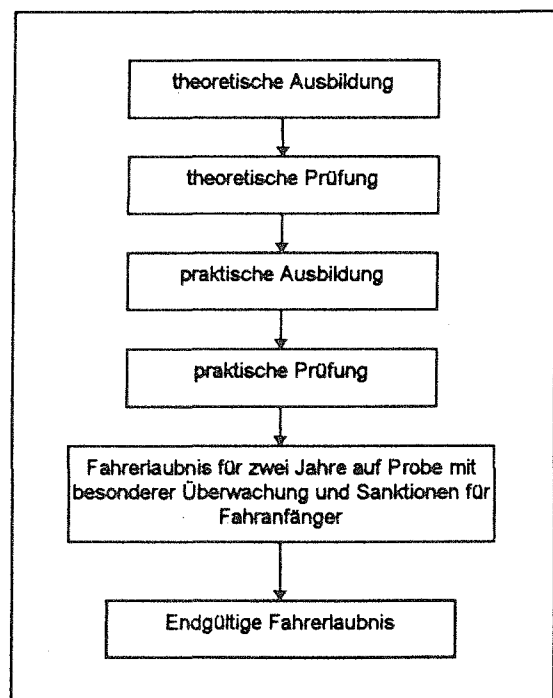 theoretische Ausbildung
theoretische Prüfung
praktische Ausbildung
praktische Prüfung
Fahrerlaubnis für zwei Jahre auf Probe mit
besonderer Überwachung und Sanktionen für
Fahranfänger
Endgültige Fahrerlaubnis